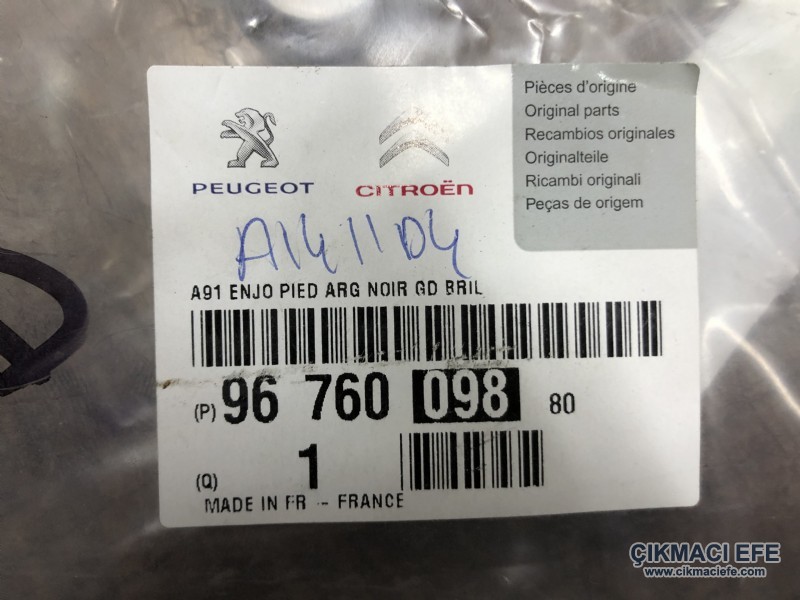 Pièces d'origine
Original parts
Recambios originales
Originalteile
Ricambi originali
Peças de origem
PEUGEOT CITROËN
A141104
A91 ENJO PIED ARG NOIR GD BRIL
(P) 96 760 098 80
(Q) 1
MADE IN FR -- FRANCE
ÇIKMACI EFE
www.cikmaciefe.com